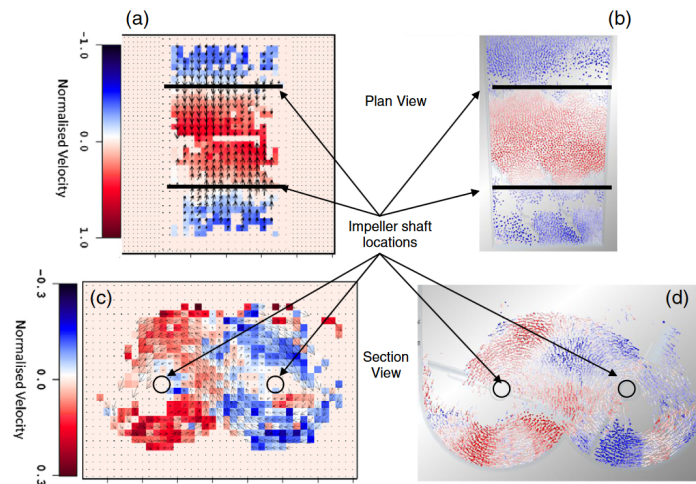 (a)
(b)
-1.0
0.0
1.0
Normalised Velocity
Plan View
Impeller shaft
locations
(c)
(d)
-0.3
0.0
0.3
Normalised Velocity
Section
View